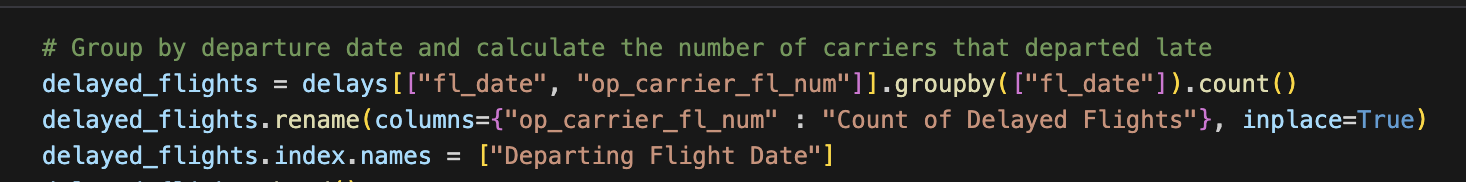 # Group by departure date and calculate the number of carriers that departed late
delayed_flights = delays[["fl_date", "op_carrier_fl_num"]].groupby(["fl_date"]).count()
delayed_flights.rename(columns={"op_carrier_fl_num" : "Count of Delayed Flights"}, inplace=True)
delayed_flights.index.names = ["Departing Flight Date"]